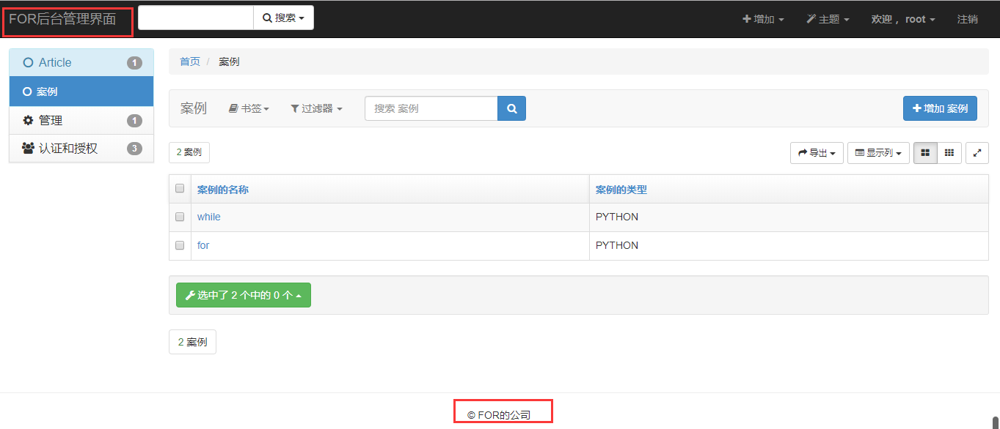 FOR后台管理界面 搜索 增加 主题 欢迎， root 注销
Article 1
案例
管理 1
认证和授权 3
首页 / 案例
案例 书签 过滤器 搜索 案例 增加 案例
2 案例 导出 显示列
案例的名称 案例的类型
while PYTHON
for PYTHON
选中了 2 个中的 0 个
2 案例
© FOR的公司